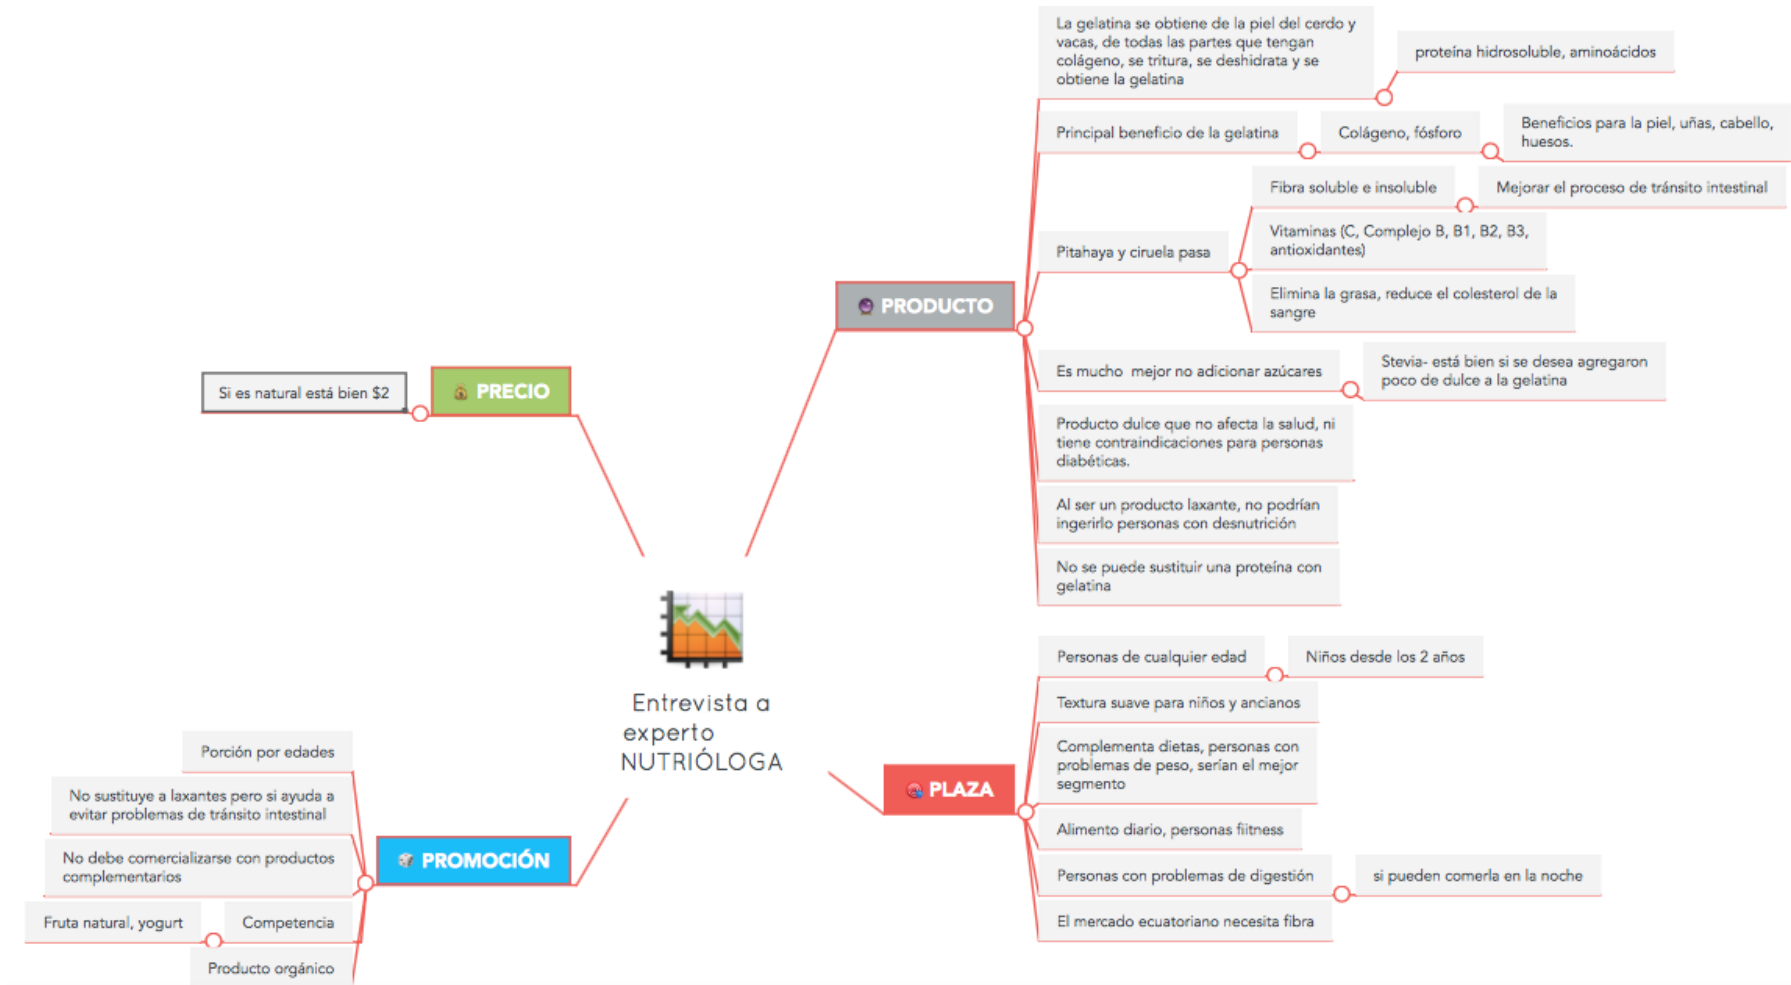 La gelatina se obtiene de la piel del cerdo y
vacas, de todas las partes que tengan
colágeno, se tritura, se deshidrata y se
obtiene la gelatina
proteína hidrosoluble, aminoácidos
Principal beneficio de la gelatina
Colágeno, fósforo
Beneficios para la piel, uñas, cabello,
huesos.
Pitahaya y ciruela pasa
Fibra soluble e insoluble
Mejorar el proceso de tránsito intestinal
Vitaminas (C, Complejo B, B1, B2, B3,
antioxidantes)
Elimina la grasa, reduce el colesterol de la
sangre
PRODUCTO
Es mucho  mejor no adicionar azúcares
Stevia- está bien si se desea agregaron
poco de dulce a la gelatina
Producto dulce que no afecta la salud, ni
tiene contraindicaciones para personas
diabéticas.
Al ser un producto laxante, no podrían
ingerirlo personas con desnutrición
No se puede sustituir una proteína con
gelatina
PRECIO
Si es natural está bien $2
Entrevista a
experto
NUTRIÓLOGA
PLAZA
Personas de cualquier edad
Niños desde los 2 años
Textura suave para niños y ancianos
Complementa dietas, personas con
problemas de peso, serían el mejor
segmento
Alimento diario, personas fiitness
Personas con problemas de digestión
si pueden comerla en la noche
El mercado ecuatoriano necesita fibra
PROMOCIÓN
Porción por edades
No sustituye a laxantes pero si ayuda a
evitar problemas de tránsito intestinal
No debe comercializarse con productos
complementarios
Competencia
Fruta natural, yogurt
Producto orgánico